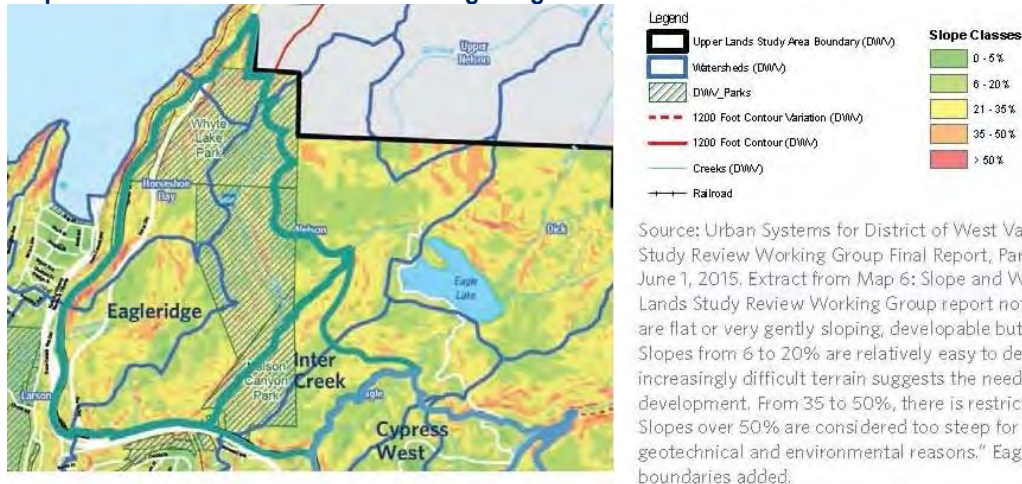 Upper
Nelson
Whyte
Lake
Park
Horseshoe
Bay
Nelson
Dick
Eagle
Lake
Eagleridge
Inter
Creek
Nelson
Canyon
Park
Larson
Eagle
Cypress
West
Legend
Upper Lands Study Area Boundary (DWV)
Watersheds (DWV)
DWV_Parks
1200 Foot Contour Variation (DWV)
1200 Foot Contour (DWV)
Creeks (DWV)
Railroad
Slope Classes
0 - 5%
6 - 20%
21 - 35%
35 - 50%
> 50%
Source: Urban Systems for District of West Va
Study Review Working Group Final Report, Par
June 1, 2015. Extract from Map 6: Slope and W
Lands Study Review Working Group report not
are flat or very gently sloping, developable but
Slopes from 6 to 20% are relatively easy to de
increasingly difficult terrain suggests the need
development. From 35 to 50%, there is restric
Slopes over 50% are considered too steep for
geotechnical and environmental reasons." Eag
boundaries added.